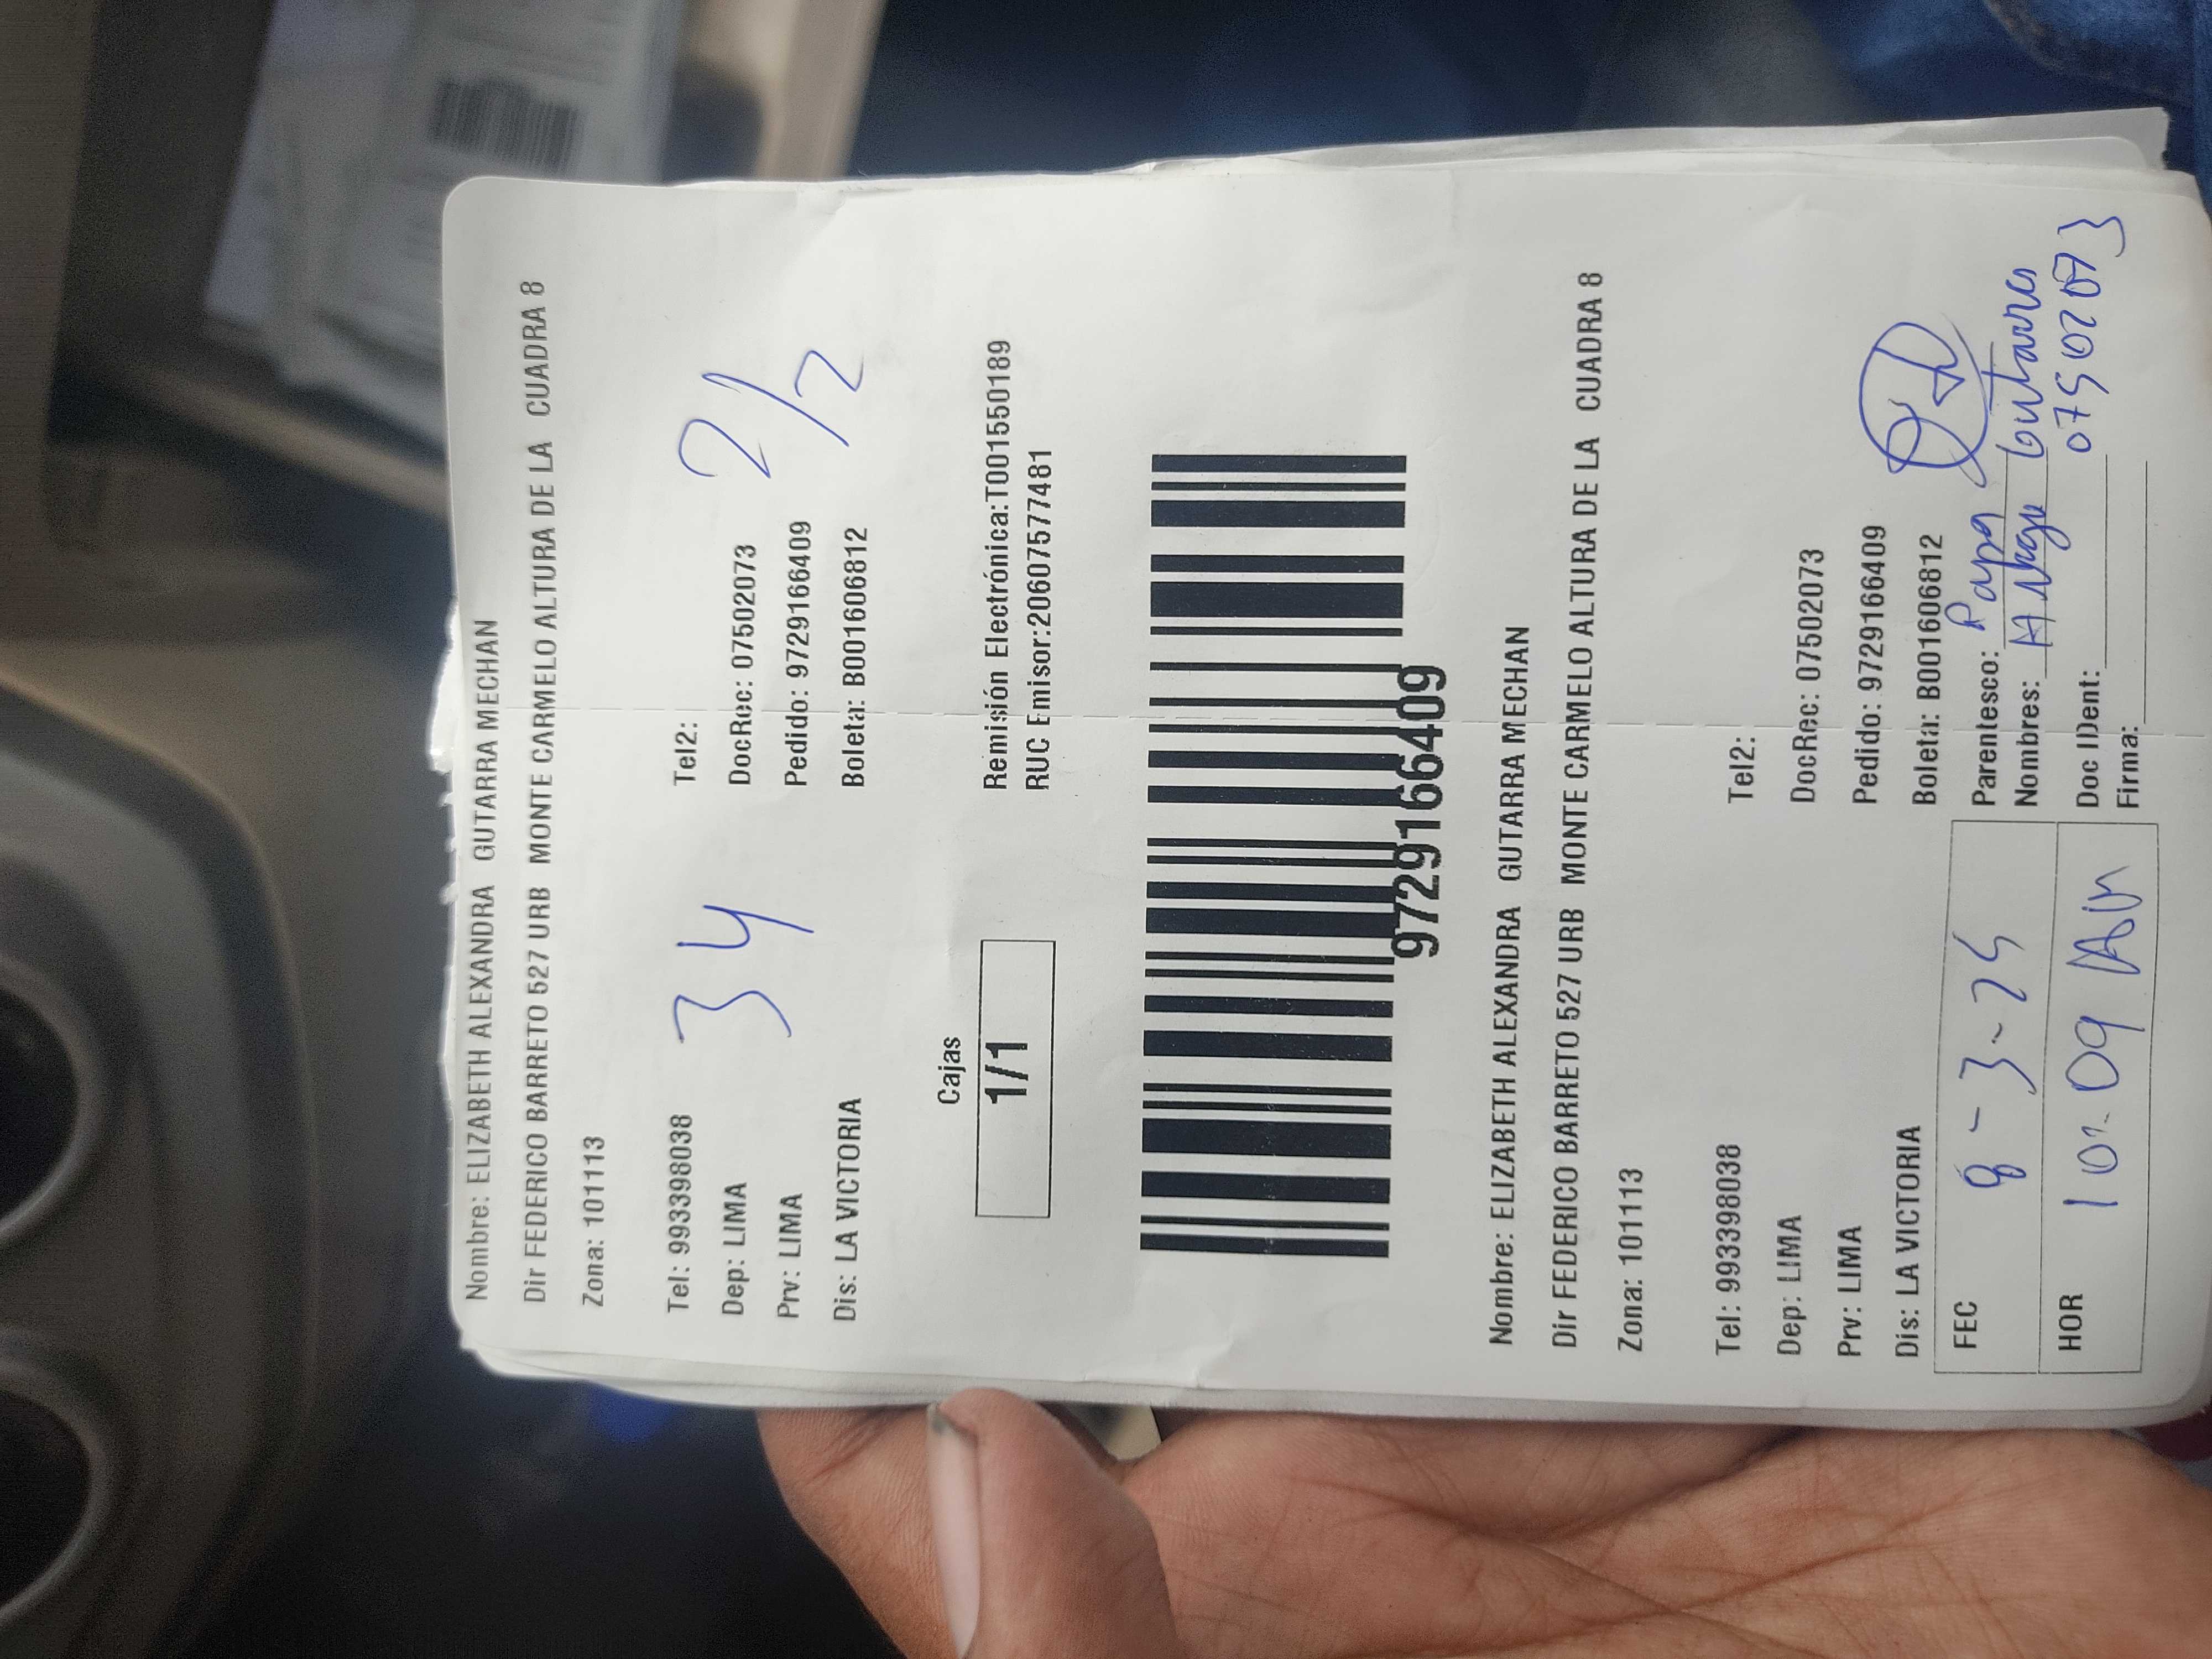 Nombre: ELIZABETH ALEXANDRA GUTARRA MECHAN
Dir FEDERICO BARRETO 527 URB MONTE CARMELO ALTURA DE LA CUADRA 8
Zona: 101113
34
2/2
Tel: 993398038 Tel2:
Dep: LIMA DocRec: 07502073
Prv: LIMA Pedido: 9729166409
Dis: LA VICTORIA Boleta: B001606812
Cajas
1/1
Remisión Electrónica:T001550189
RUC Emisor:20607577481
9729166409
Nombre: ELIZABETH ALEXANDRA GUTARRA MECHAN
Dir FEDERICO BARRETO 527 URB MONTE CARMELO ALTURA DE LA CUADRA 8
Zona: 101113
Tel: 993398038 Tel2:
Dep: LIMA DocRec: 07502073
Prv: LIMA Pedido: 9729166409
Dis: LA VICTORIA Boleta: B001606812
FEC 8-3-25
HOR 10:09 AM
Parentesco: Papa
Nombres: Gutarra
Doc IDent: 07502073
Firma: